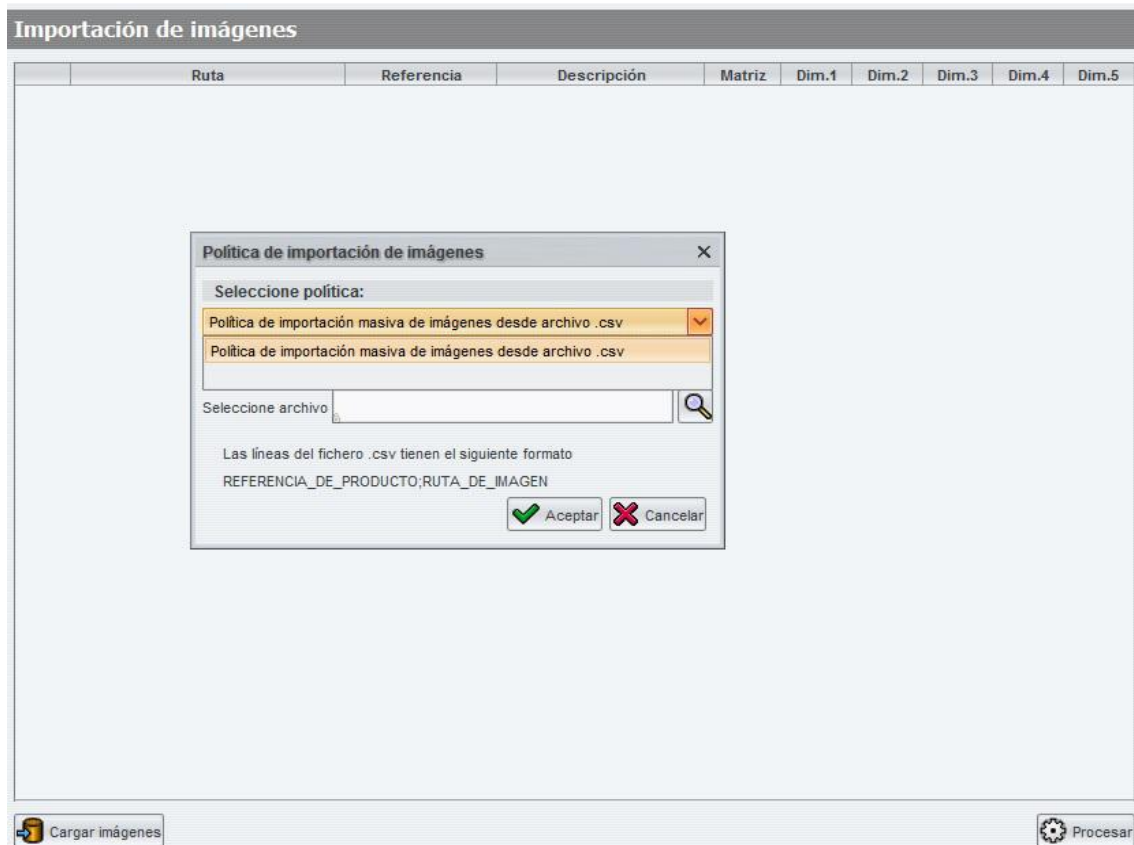 Importación de imágenes
Ruta Referencia Descripción Matriz Dim.1 Dim.2 Dim.3 Dim.4 Dim.5
Política de importación de imágenes
Seleccione política:
Política de importación masiva de imágenes desde archivo .csv
Política de importación masiva de imágenes desde archivo .csv
Seleccione archivo
Las líneas del fichero .csv tienen el siguiente formato
REFERENCIA_DE_PRODUCTO;RUTA_DE_IMAGEN
Aceptar Cancelar
Cargar imágenes Procesar